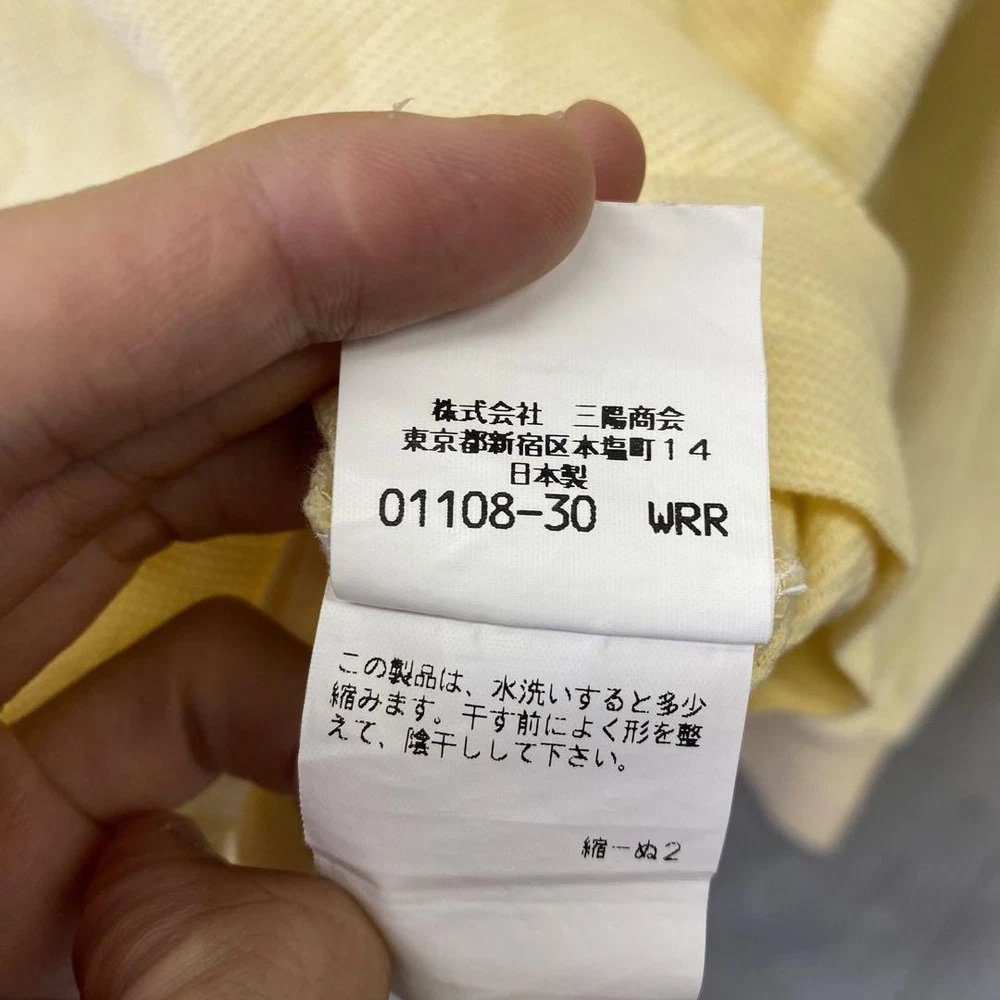 株式会社　三陽商会
東京都新宿区本塩町１４
日本製
01108-30 WRR
この製品は、水洗いすると多少
縮みます。干す前によく形を整
えて、陰干しして下さい。
縮－ぬ２